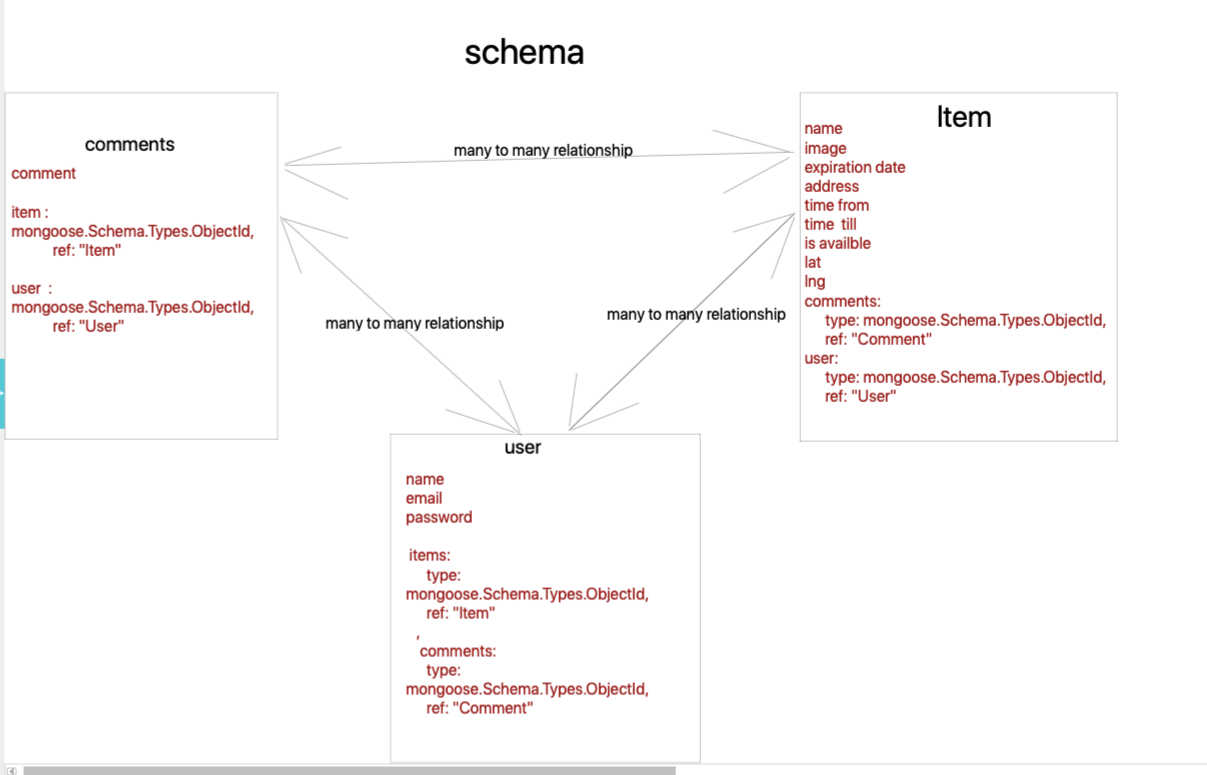 schema
comments
comment
item :
mongoose.Schema.Types.ObjectId,
ref: "Item"
user :
mongoose.Schema.Types.ObjectId,
ref: "User"
many to many relationship
Item
name
image
expiration date
address
time from
time till
is availble
lat
lng
comments:
type: mongoose.Schema.Types.ObjectId,
ref: "Comment"
user:
type: mongoose.Schema.Types.ObjectId,
ref: "User"
many to many relationship
many to many relationship
user
name
email
password
items:
type:
mongoose.Schema.Types.ObjectId,
ref: "Item"
,
comments:
type:
mongoose.Schema.Types.ObjectId,
ref: "Comment"